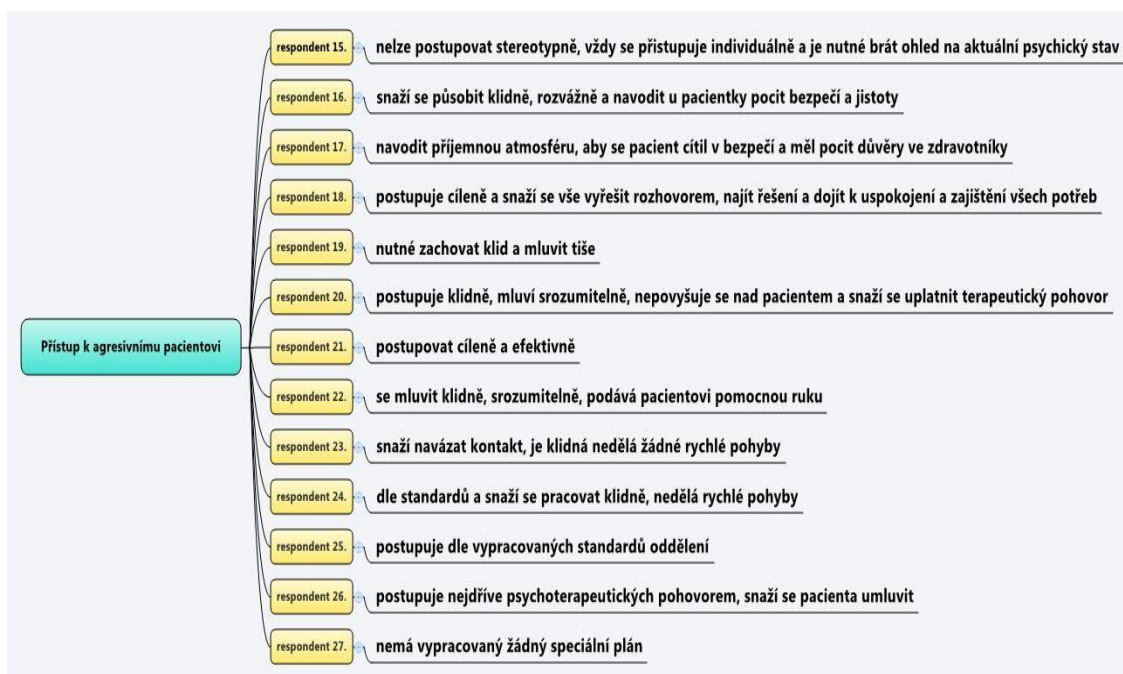 respondent 15. nelze postupovat stereotypně, vždy se přistupuje individuálně a je nutné brát ohled na aktuální psychický stav
respondent 16. snaží se působit klidně, rozvážně a navodit u pacientky pocit bezpečí a jistoty
respondent 17. navodit příjemnou atmosféru, aby se pacient cítil v bezpečí a měl pocit důvěry ve zdravotníky
respondent 18. postupuje cíleně a snaží se vše vyřešit rozhovorem, najít řešení a dojít k uspokojení a zajištění všech potřeb
respondent 19. nutné zachovat klid a mluvit tiše
respondent 20. postupuje klidně, mluví srozumitelně, nepovyšuje se nad pacientem a snaží se uplatnit terapeutický pohovor
Přístup k agresivnímu pacientovi
respondent 21. postupovat cíleně a efektivně
respondent 22. se mluvit klidně, srozumitelně, podává pacientovi pomocnou ruku
respondent 23. snaží navázat kontakt, je klidná nedělá žádné rychlé pohyby
respondent 24. dle standardů a snaží se pracovat klidně, nedělá rychlé pohyby
respondent 25. postupuje dle vypracovaných standardů oddělení
respondent 26. postupuje nejdříve psychoterapeutických pohovorem, snaží se pacienta umluvit
respondent 27. nemá vypracovaný žádný speciální plán